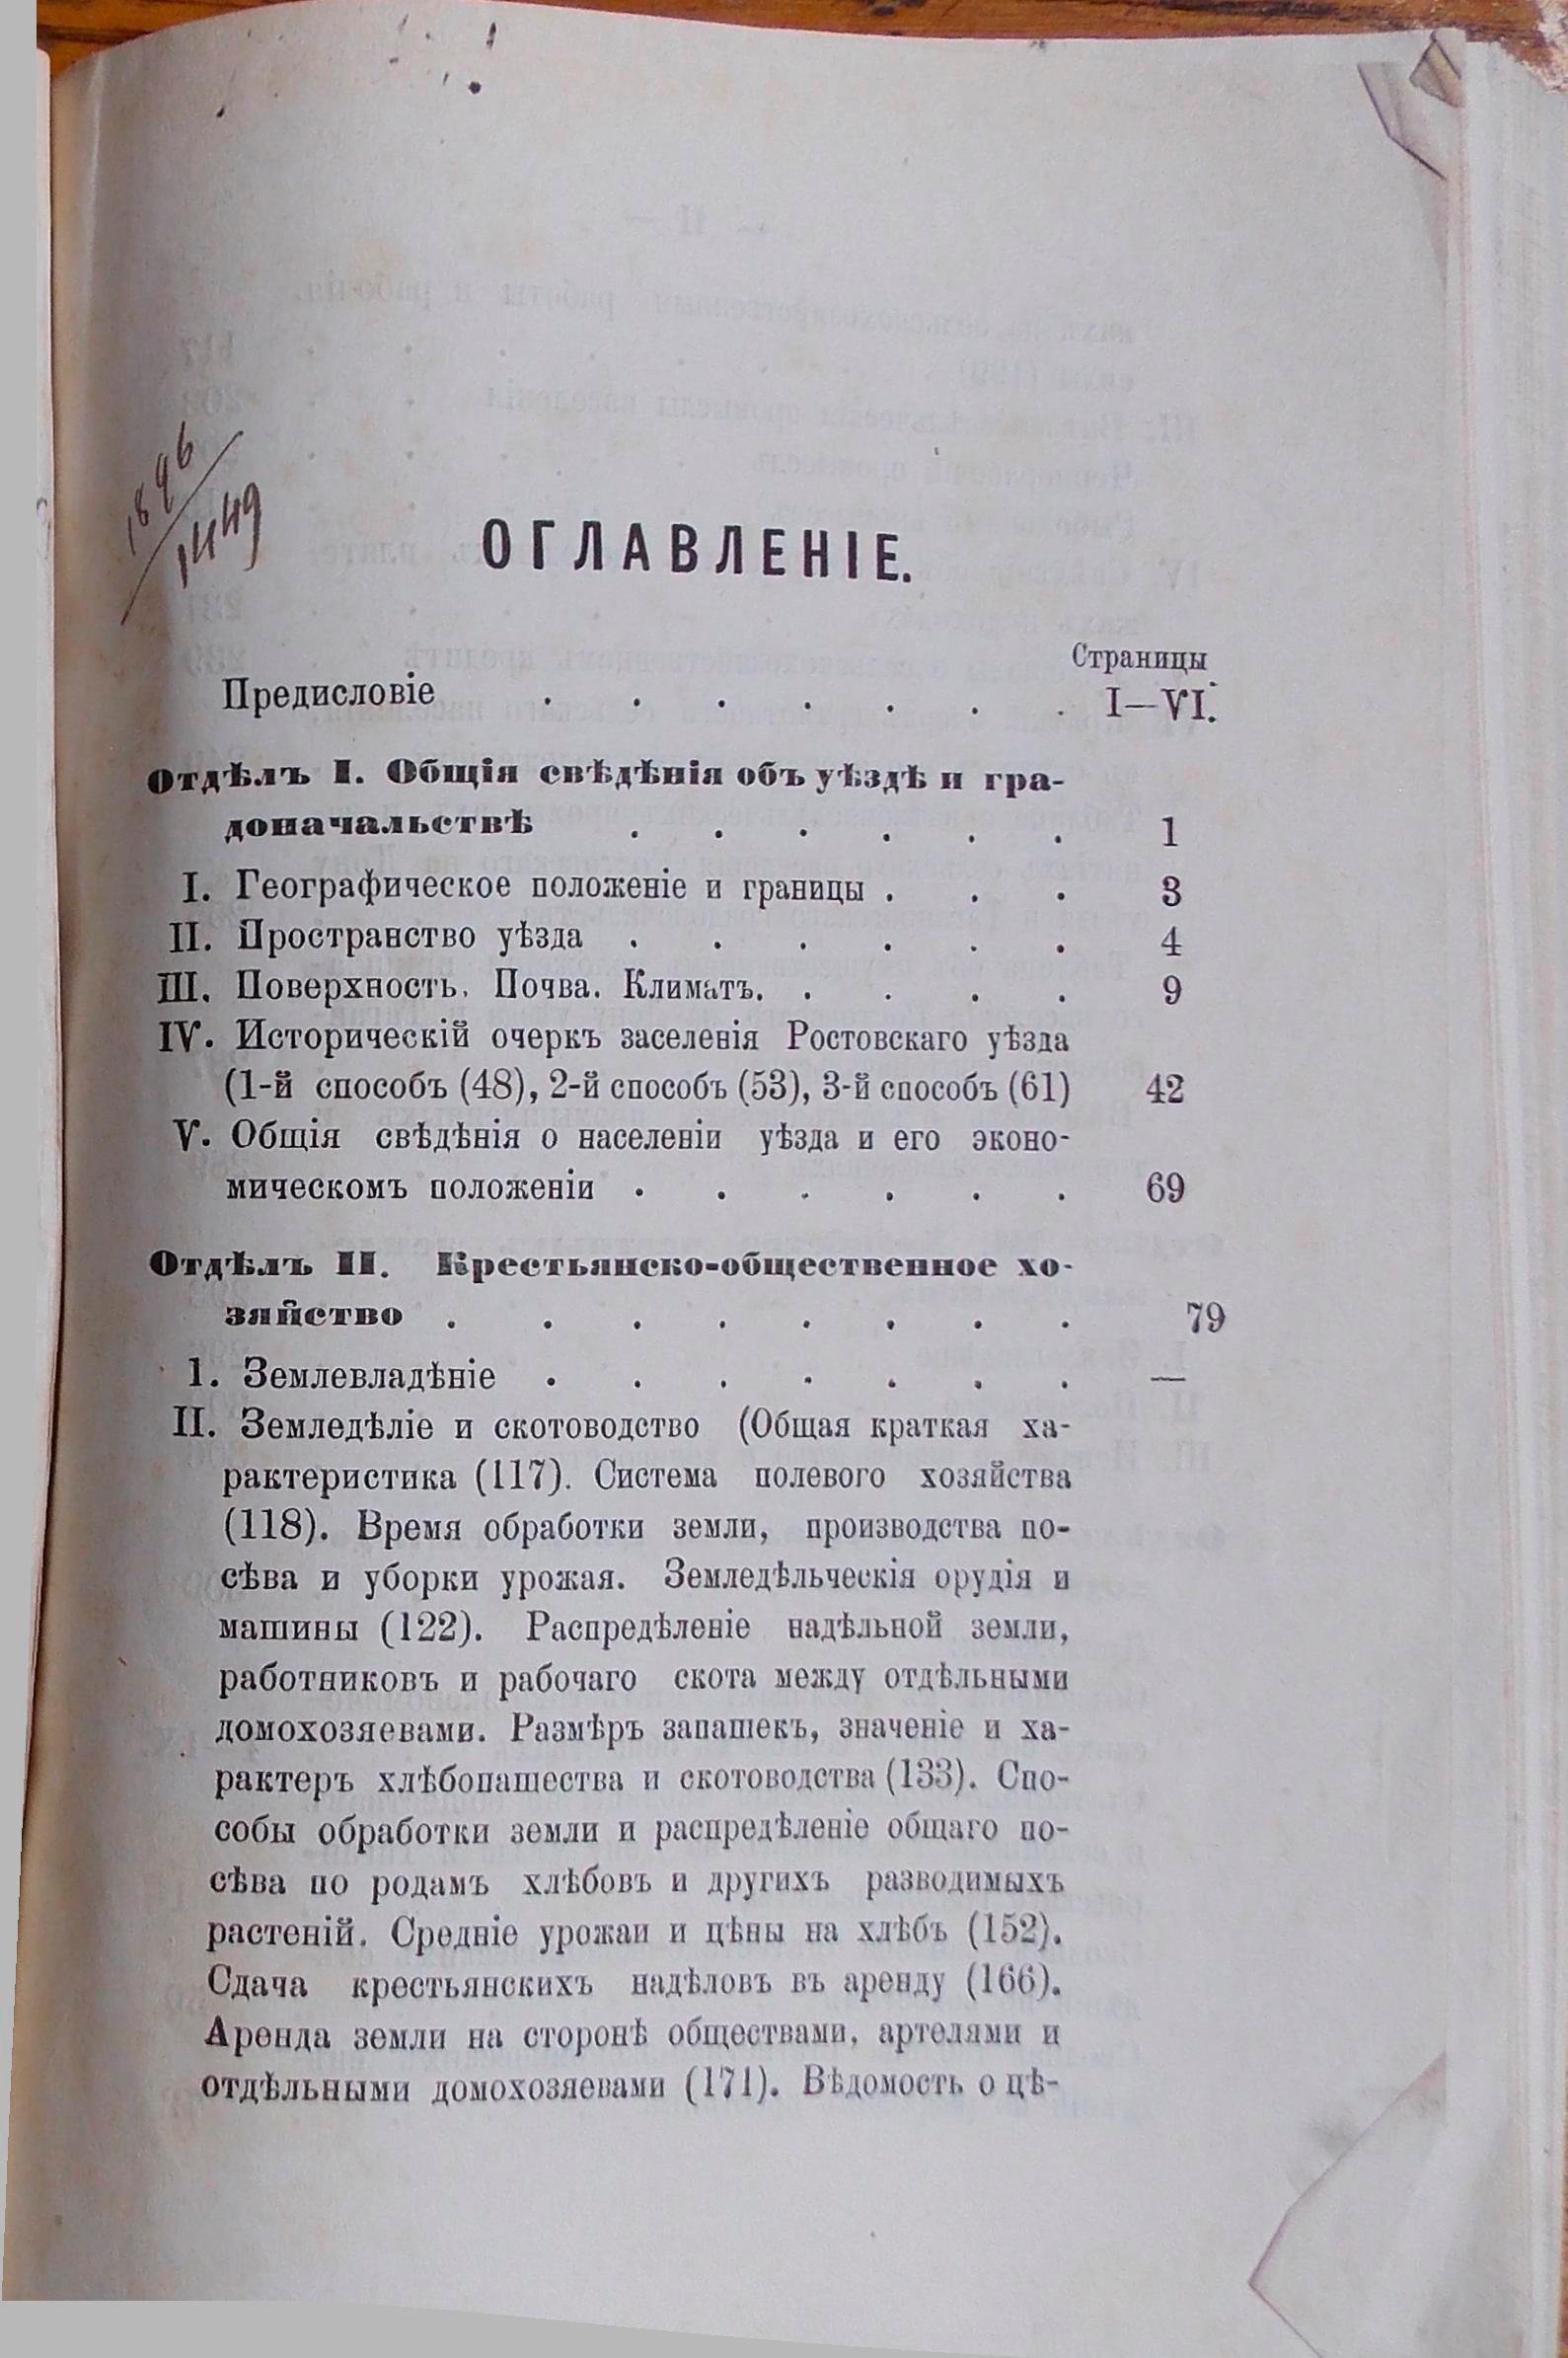 1896
1449
ОГЛАВЛЕНІЕ.
Страницы
Предисловіе . . . . . . . I—VI.
Отдѣлъ I. Общія свѣдѣнія объ уѣздѣ и гра-
доначальствѣ . . . . . . 1
I. Географическое положеніе и границы . . . 3
II. Пространство уѣзда . . . . . . 4
III. Поверхность. Почва. Климатъ. . . . . 9
IV. Историческій очеркъ заселенія Ростовскаго уѣзда
(1-й способъ (48), 2-й способъ (53), 3-й способъ (61) 42
V. Общія свѣдѣнія о населеніи уѣзда и его эконо-
мическомъ положеніи . . . . . . 69
Отдѣлъ II. Крестьянско-общественное хо-
зяйство . . . . . . . . 79
I. Землевладѣніе . . . . . . . —
II. Земледѣліе и скотоводство (Общая краткая ха-
рактеристика (117). Система полевого хозяйства
(118). Время обработки земли, производства по-
сѣва и уборки урожая. Земледѣльческія орудія и
машины (122). Распредѣленіе надѣльной земли,
работниковъ и рабочаго скота между отдѣльными
домохозяевами. Размѣръ запашекъ, значеніе и ха-
рактеръ хлѣбопашества и скотоводства (133). Спо-
собы обработки земли и распредѣленіе общаго по-
сѣва по родамъ хлѣбовъ и другихъ разводимыхъ
растеній. Средніе урожаи и цѣны на хлѣбъ (152).
Сдача крестьянскихъ надѣловъ въ аренду (166).
Аренда земли на сторонѣ обществами, артелями и
отдѣльными домохозяевами (171). Вѣдомость о цѣ-